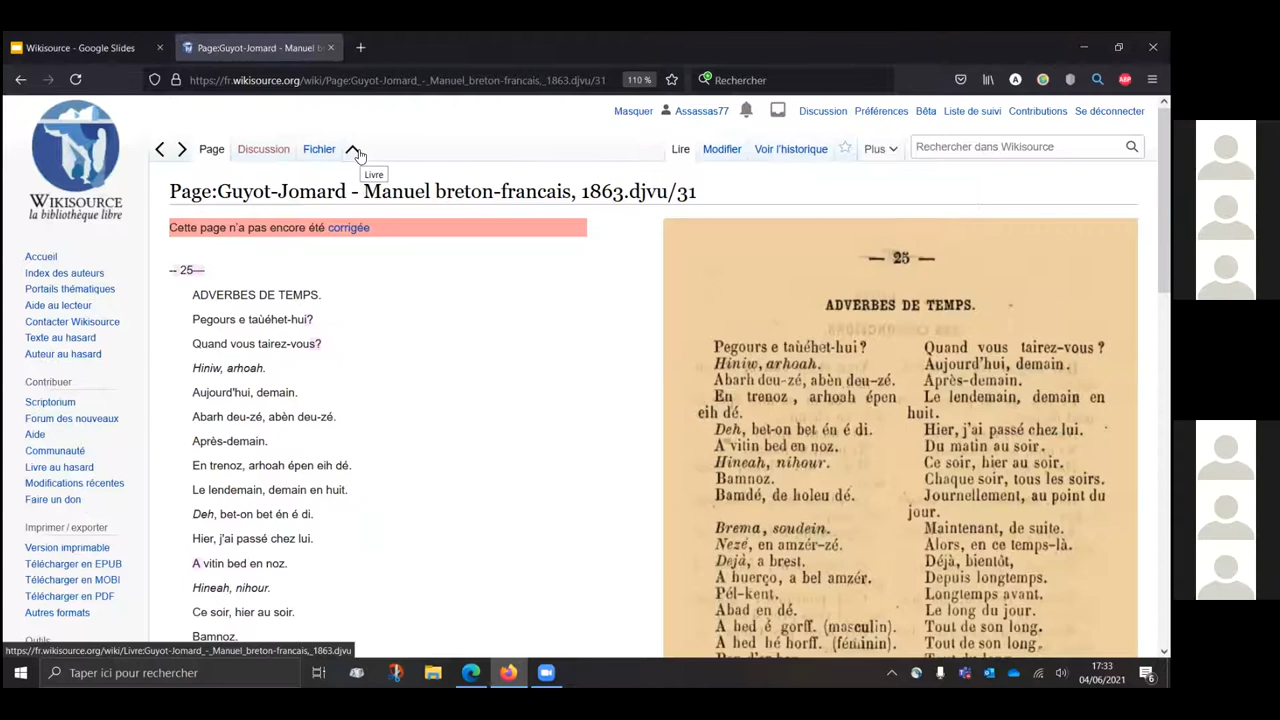 Wikisource - Google Slides
Page:Guyot-Jomard - Manuel b
https://fr.wikisource.org/wiki/Page:Guyot-Jomard_-_Manuel_breton-francais,_1863.djvu/31
110 %
Rechercher
Masquer
Assassas77
Discussion
Préférences
Bêta
Liste de suivi
Contributions
Se déconnecter
Page
Discussion
Fichier
Lire
Modifier
Voir l'historique
Plus
Rechercher dans Wikisource
Livre
WIKISOURCE
la bibliothèque libre
Accueil
Index des auteurs
Portails thématiques
Aide au lecteur
Contacter Wikisource
Texte au hasard
Auteur au hasard
Contribuer
Scriptorium
Forum des nouveaux
Aide
Communauté
Livre au hasard
Modifications récentes
Faire un don
Imprimer / exporter
Version imprimable
Télécharger en EPUB
Télécharger en MOBI
Télécharger en PDF
Autres formats
Outils
Page:Guyot-Jomard - Manuel breton-francais, 1863.djvu/31
Cette page n'a pas encore été corrigée
-- 25—
ADVERBES DE TEMPS.
Pegours e taùéhet-hui?
Quand vous tairez-vous?
Hiniw, arhoah.
Aujourd'hui, demain.
Abarh deu-zé, abèn deu-zé.
Après-demain.
En trenoz, arhoah épen eih dé.
Le lendemain, demain en huit.
Deh, bet-on bet én é di.
Hier, j'ai passé chez lui.
A vitin bed en noz.
Hineah, nihour.
Ce soir, hier au soir.
Bamnoz.
— 25 —
ADVERBES DE TEMPS.
Pegours e taùéhet-hui ?
Quand vous tairez-vous ?
Hiniw, arhoah.
Aujourd'hui, demain.
Abarh deu-zé, abèn deu-zé.
Après-demain.
En trenoz , arhoah épen
Le lendemain, demain en
eih dé.
huit.
Deh, bet-on bet én é di.
Hier, j'ai passé chez lui.
A vitin bed en noz.
Du matin au soir.
Hineah, nihour.
Ce soir, hier au soir.
Bamnoz.
Chaque soir, tous les soirs.
Bamdé, de holeu dé.
Journellement, au point du
jour.
Brema, soudein.
Maintenant, de suite.
Nezé, en amzér-zé.
Alors, en ce temps-là.
Dejà, a brest.
Déjà, bientôt,
A huerço, a bel amzér.
Depuis longtemps.
Pél-kent.
Longtemps avant.
Abad en dé.
Le long du jour.
A hed é gorff. (masculin).
Tout de son long.
A hed hé horff. (féminin).
Tout de son long.
https://fr.wikisource.org/wiki/Livre:Guyot-Jomard_-_Manuel_breton-francais,_1863.djvu
Taper ici pour rechercher
17:33
04/06/2021
6